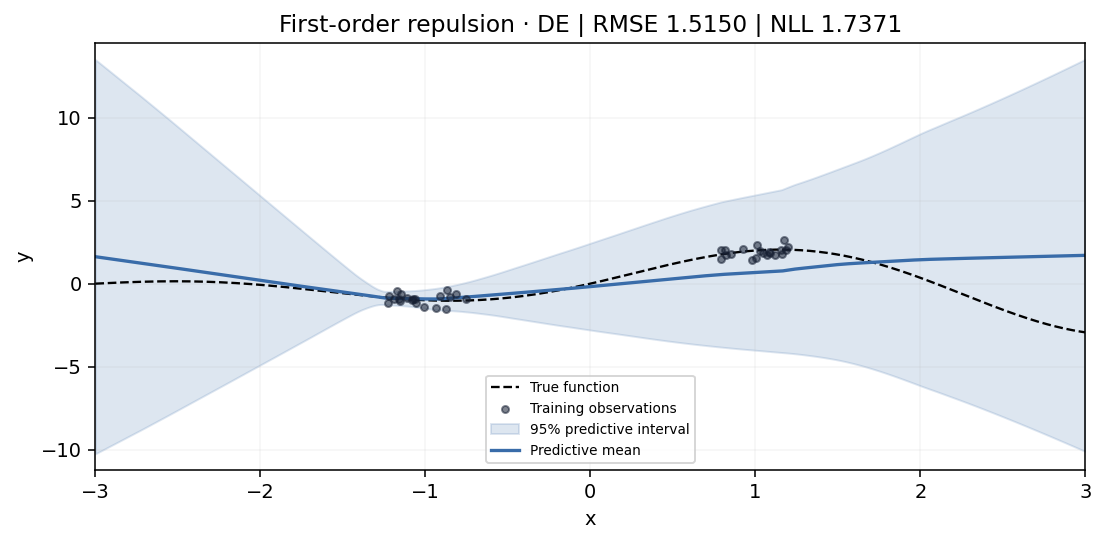 First-order repulsion · DE | RMSE 1.5150 | NLL 1.7371
y
10
5
0
−5
−10
True function
Training observations
95% predictive interval
Predictive mean
−3 −2 −1 0 1 2 3
x